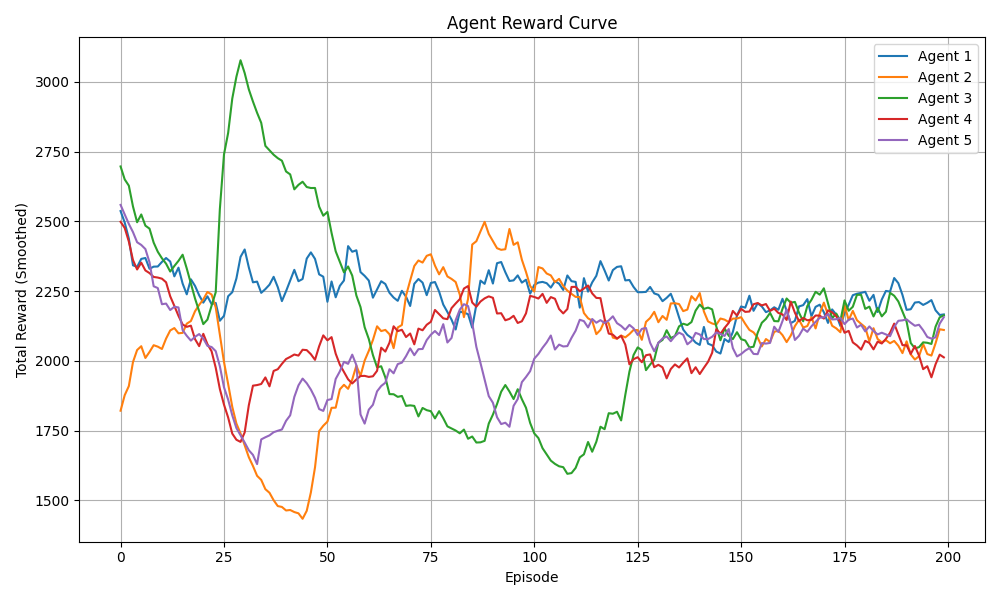 Agent Reward Curve
Total Reward (Smoothed)
3000
2750
2500
2250
2000
1750
1500
0 25 50 75 100 125 150 175 200
Episode
Agent 1
Agent 2
Agent 3
Agent 4
Agent 5